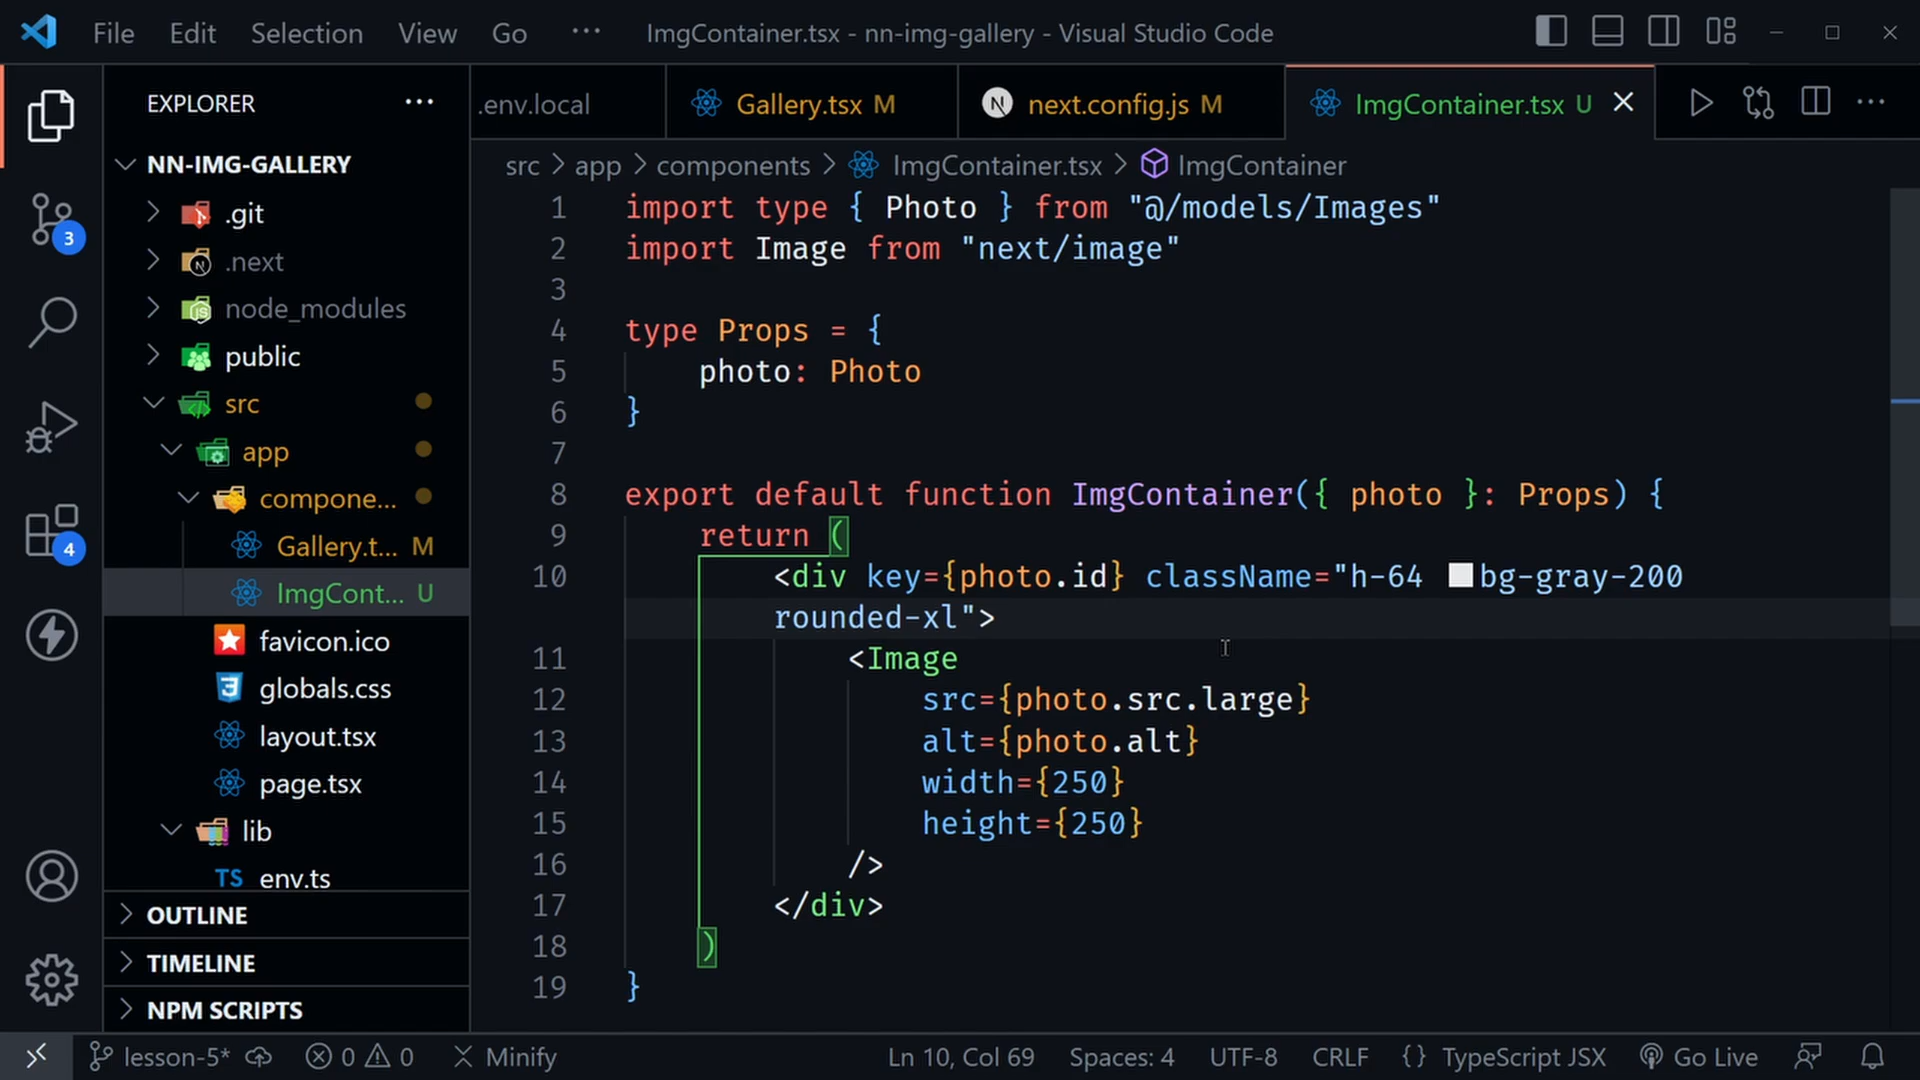 File Edit Selection View Go ··· ImgContainer.tsx - nn-img-gallery - Visual Studio Code
EXPLORER ···
.env.local Gallery.tsx M next.config.js M ImgContainer.tsx U
NN-IMG-GALLERY
.git
.next
node_modules
public
src
app
compone...
Gallery.t... M
ImgCont... U
favicon.ico
globals.css
layout.tsx
page.tsx
lib
TS env.ts
OUTLINE
TIMELINE
NPM SCRIPTS
3
4
src > app > components > ImgContainer.tsx > ImgContainer
1 import type { Photo } from "@/models/Images"
2 import Image from "next/image"
3
4 type Props = {
5 photo: Photo
6 }
7
8 export default function ImgContainer({ photo }: Props) {
9 return (
10 <div key={photo.id} className="h-64 bg-gray-200
rounded-xl">
11 <Image
12 src={photo.src.large}
13 alt={photo.alt}
14 width={250}
15 height={250}
16 />
17 </div>
18 )
19 }
lesson-5* 0 0 Minify Ln 10, Col 69 Spaces: 4 UTF-8 CRLF {} TypeScript JSX Go Live